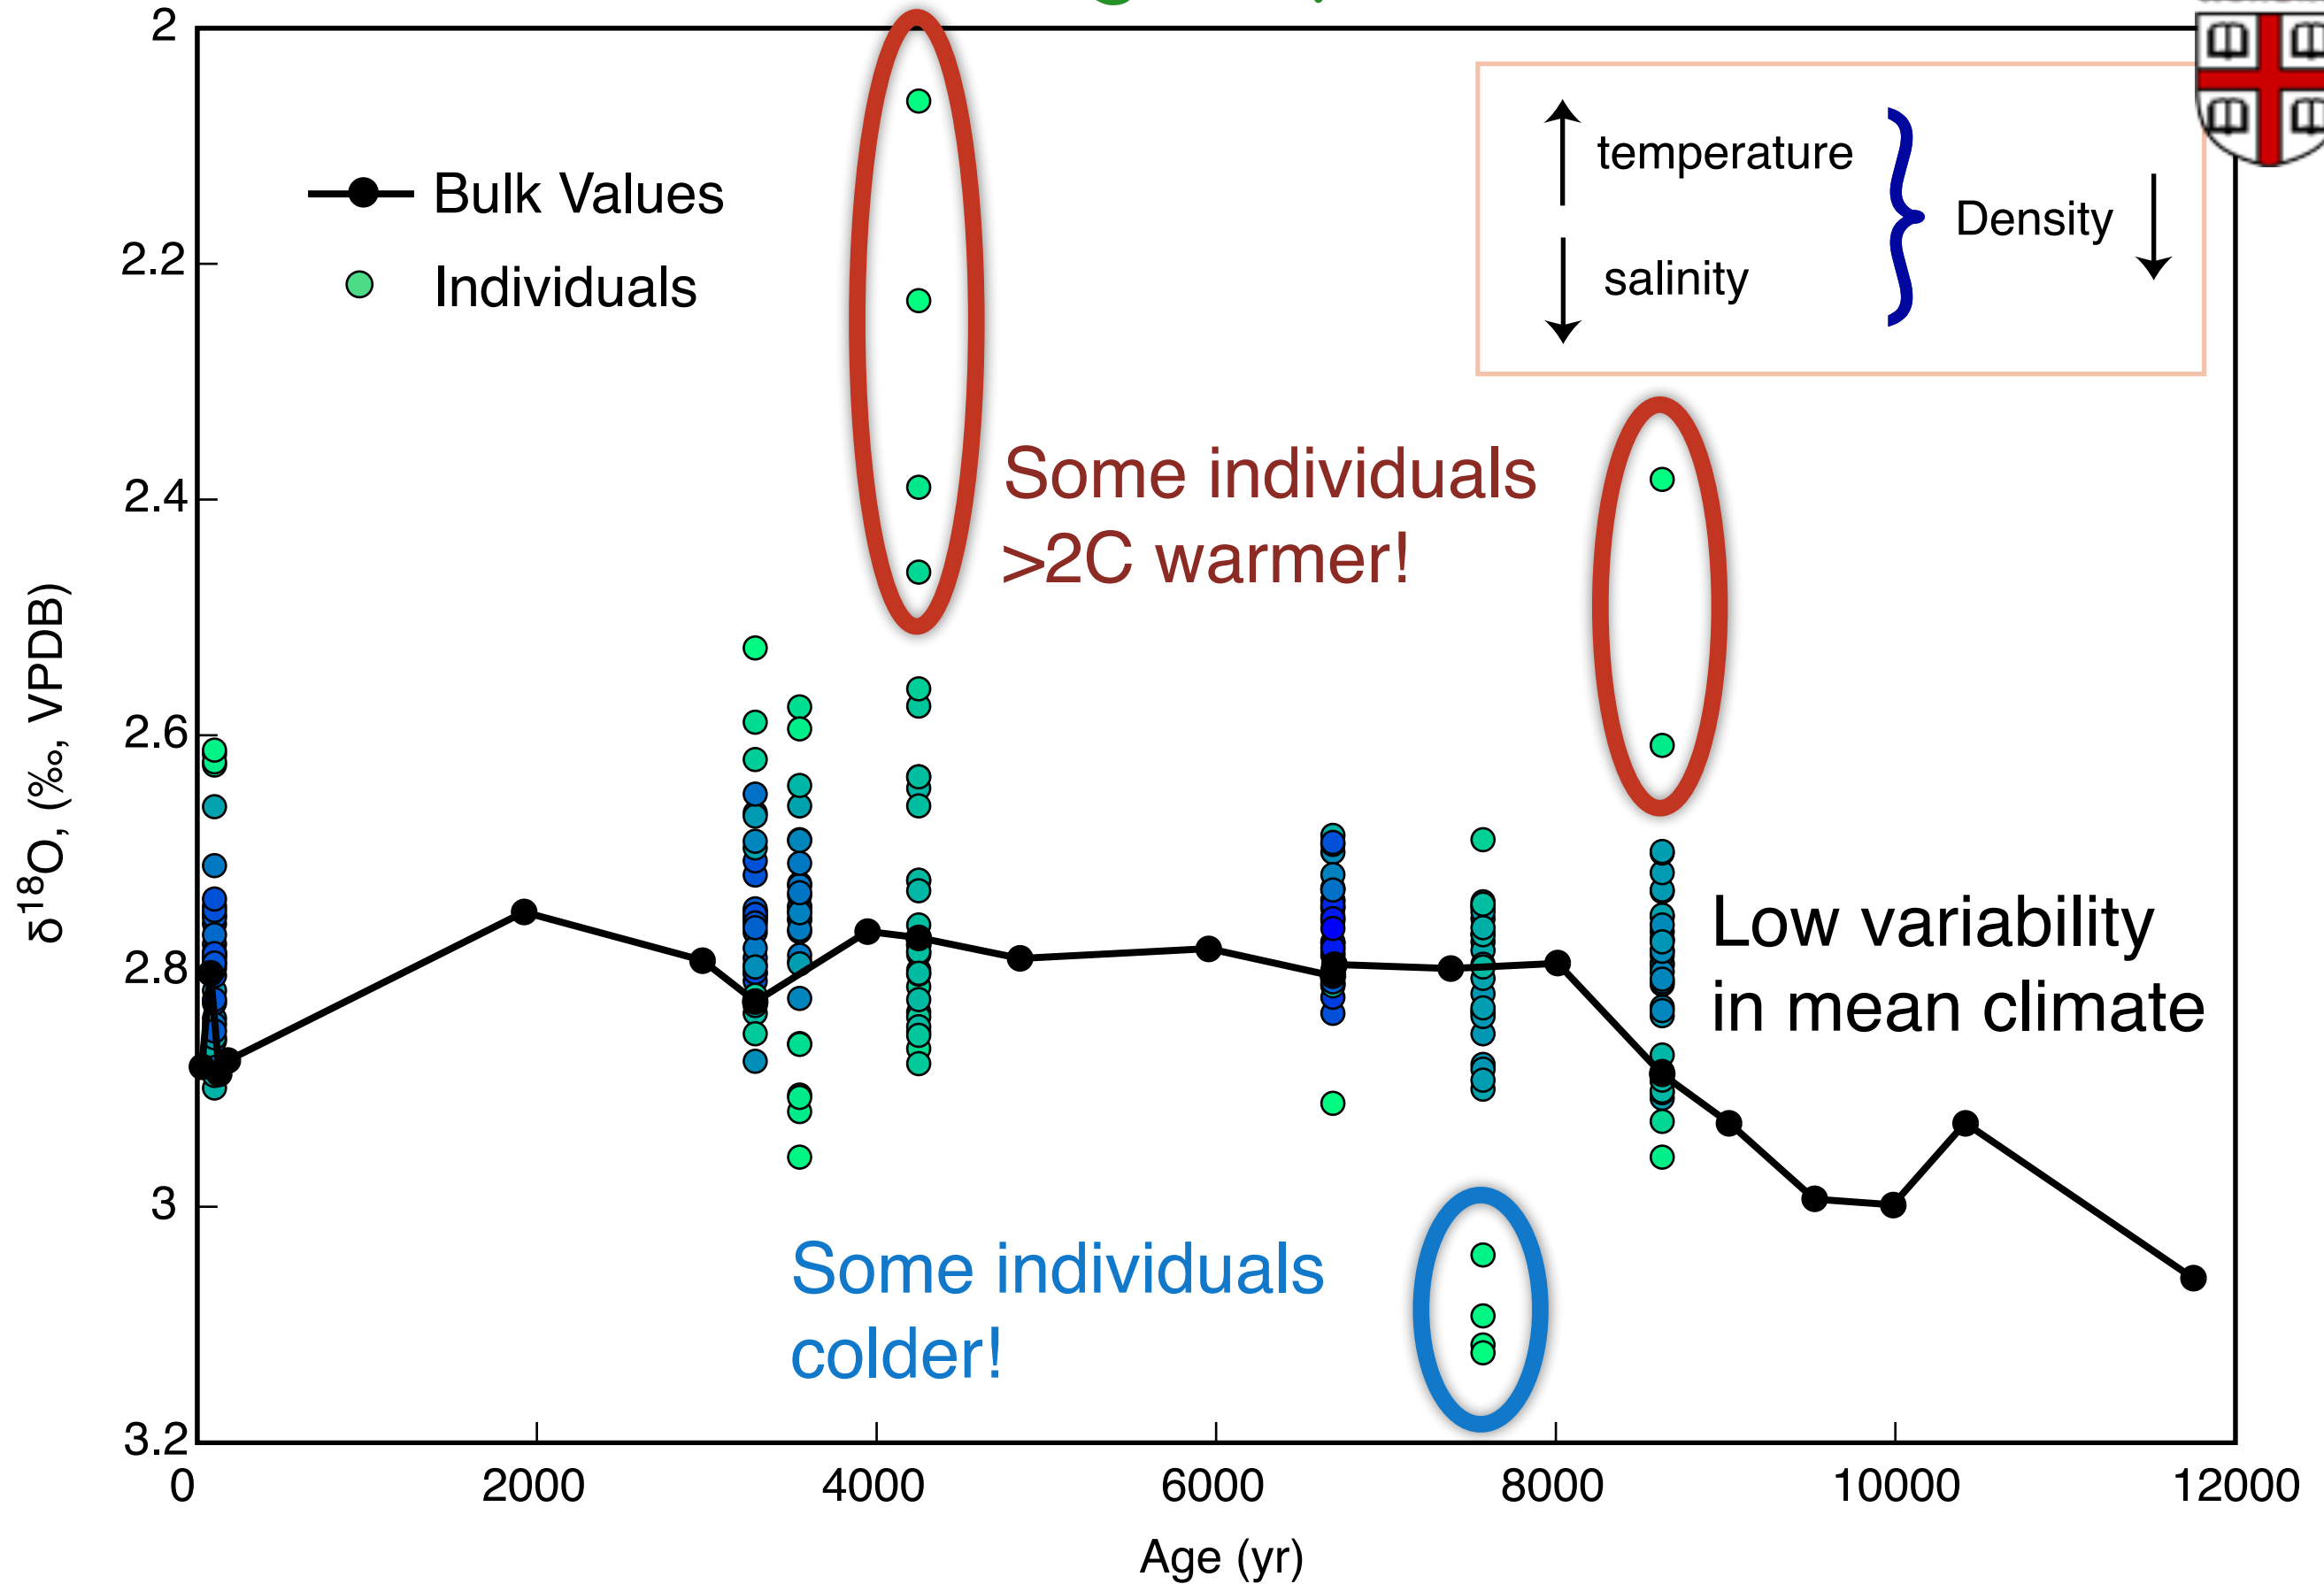 2
2.2
2.4
2.6
2.8
3
3.2
δ18O, (‰, VPDB)
Bulk Values
Individuals
temperature
salinity
Density
Some individuals
>2C warmer!
Low variability
in mean climate
Some individuals
colder!
0 2000 4000 6000 8000 10000 12000
Age (yr)